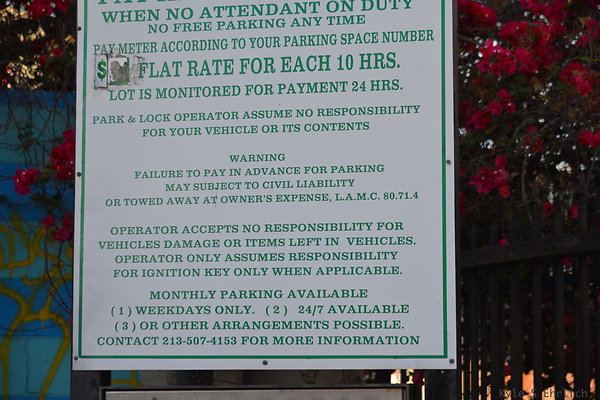 WHEN NO ATTENDANT ON DUTY
NO FREE PARKING ANY TIME
PAY METER ACCORDING TO YOUR PARKING SPACE NUMBER
$ FLAT RATE FOR EACH 10 HRS.
LOT IS MONITORED FOR PAYMENT 24 HRS.
PARK & LOCK OPERATOR ASSUME NO RESPONSIBILITY
FOR YOUR VEHICLE OR ITS CONTENTS
WARNING
FAILURE TO PAY IN ADVANCE FOR PARKING
MAY SUBJECT TO CIVIL LIABILITY
OR TOWED AWAY AT OWNER'S EXPENSE, L.A.M.C. 80.71.4
OPERATOR ACCEPTS NO RESPONSIBILITY FOR
VEHICLES DAMAGE OR ITEMS LEFT IN VEHICLES.
OPERATOR ONLY ASSUMES RESPONSIBILITY
FOR IGNITION KEY ONLY WHEN APPLICABLE.
MONTHLY PARKING AVAILABLE
( 1 ) WEEKDAYS ONLY. ( 2 ) 24/7 AVAILABLE
( 3 ) OR OTHER ARRANGEMENTS POSSIBLE.
CONTACT 213-507-4153 FOR MORE INFORMATION
Kyle S Ehrlich